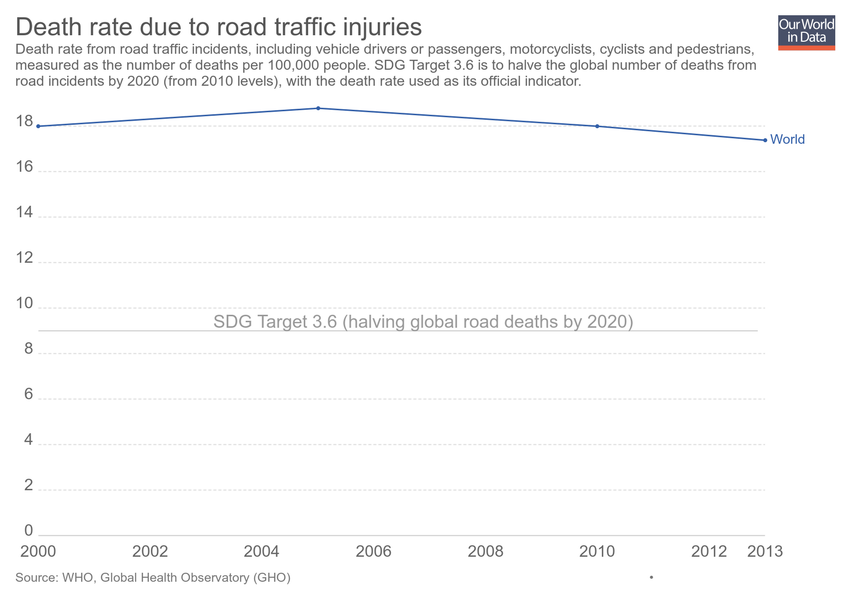 Death rate due to road traffic injuries
Our World
in Data
Death rate from road traffic incidents, including vehicle drivers or passengers, motorcyclists, cyclists and pedestrians,
measured as the number of deaths per 100,000 people. SDG Target 3.6 is to halve the global number of deaths from
road incidents by 2020 (from 2010 levels), with the death rate used as its official indicator.
18
World
16
14
12
10
SDG Target 3.6 (halving global road deaths by 2020)
8
6
4
2
0
2000 2002 2004 2006 2008 2010 2012 2013
Source: WHO, Global Health Observatory (GHO)